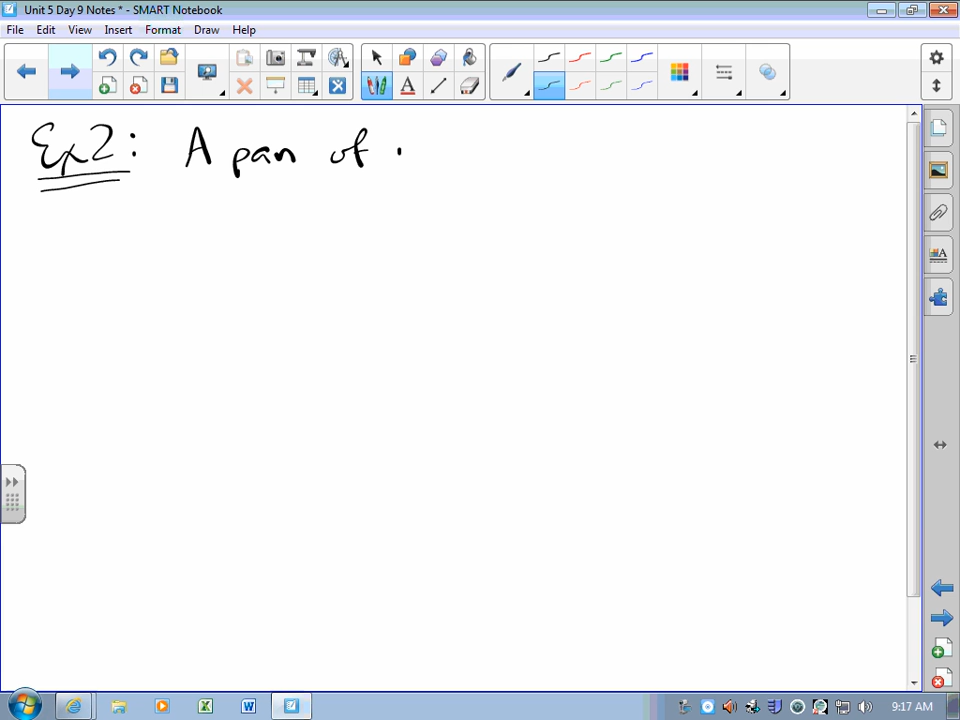 Unit 5 Day 9 Notes * - SMART Notebook
File Edit View Insert Format Draw Help
Ex2: A pan of
9:17 AM